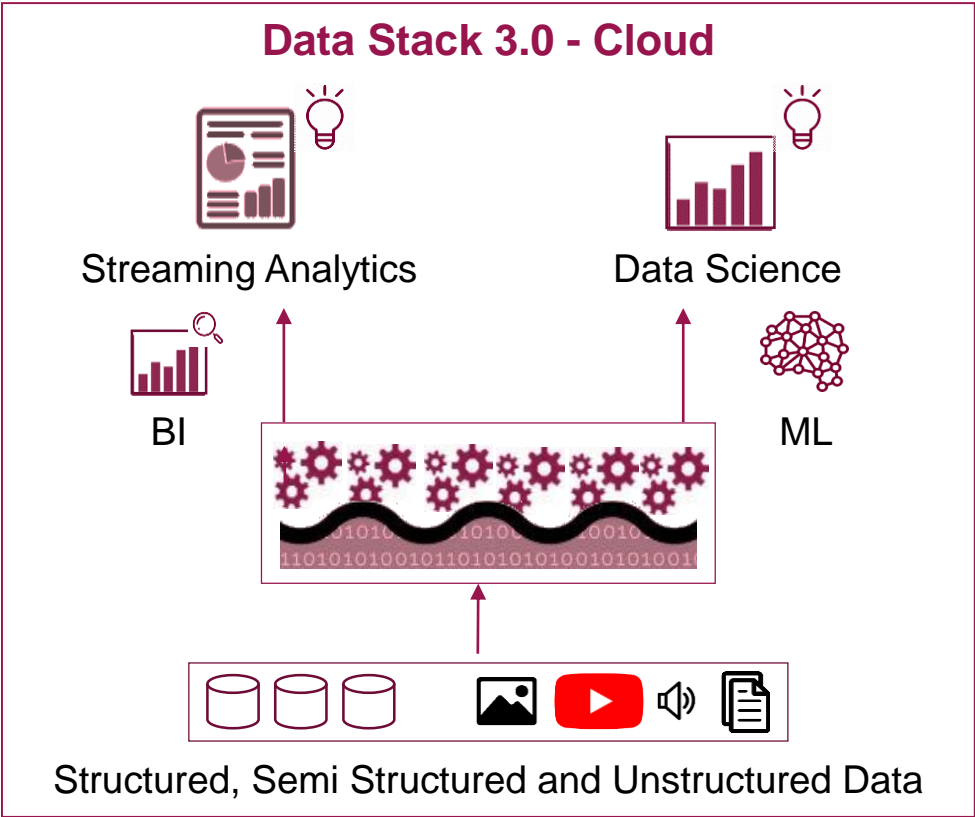 Data Stack 3.0 - Cloud
Streaming Analytics
Data Science
BI
ML
Structured, Semi Structured and Unstructured Data